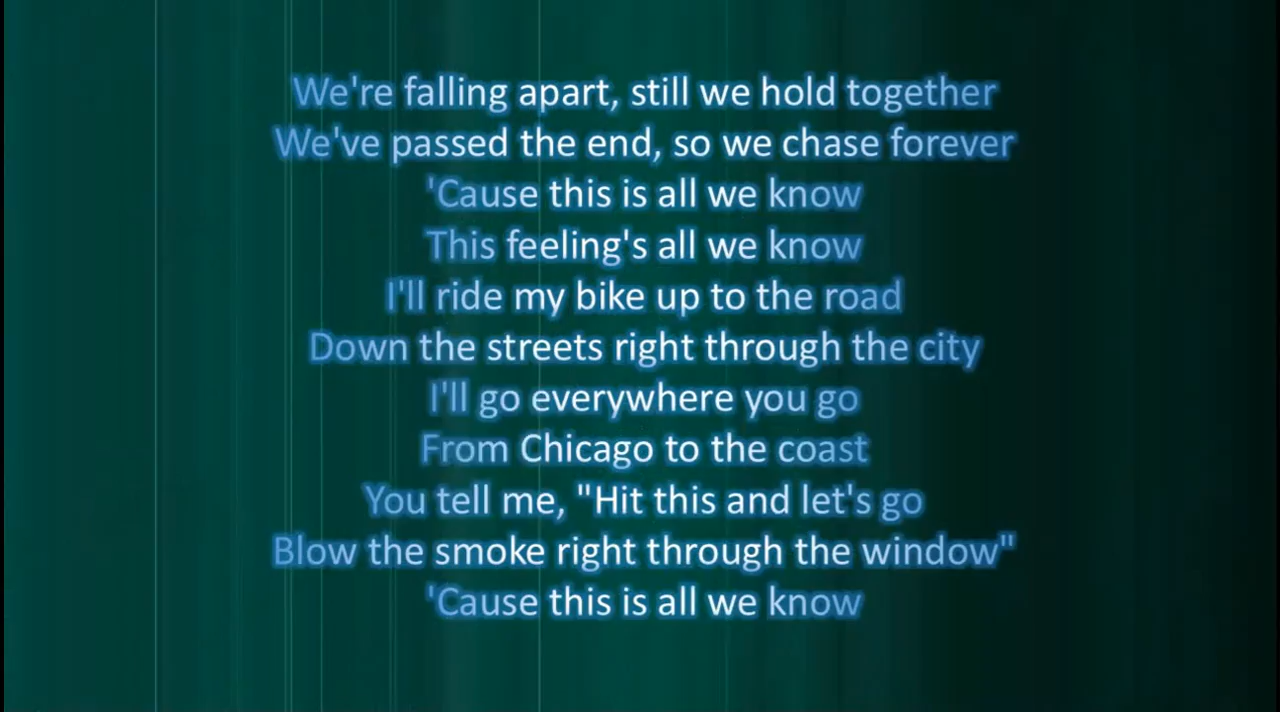 We're falling apart, still we hold together
We've passed the end, so we chase forever
'Cause this is all we know
This feeling's all we know
I'll ride my bike up to the road
Down the streets right through the city
I'll go everywhere you go
From Chicago to the coast
You tell me, "Hit this and let's go
Blow the smoke right through the window"
'Cause this is all we know